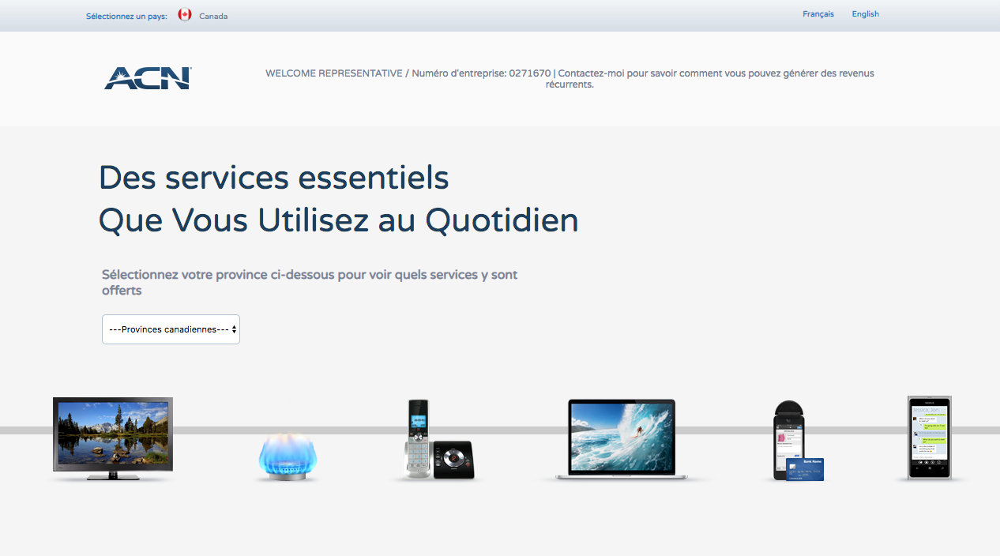 Sélectionnez un pays: Canada Français English
ACN
WELCOME REPRESENTATIVE / Numéro d'entreprise: 0271670 | Contactez-moi pour savoir comment vous pouvez générer des revenus
récurrents.
Des services essentiels
Que Vous Utilisez au Quotidien
Sélectionnez votre province ci-dessous pour voir quels services y sont
offerts
---Provinces canadiennes---
Bank Name